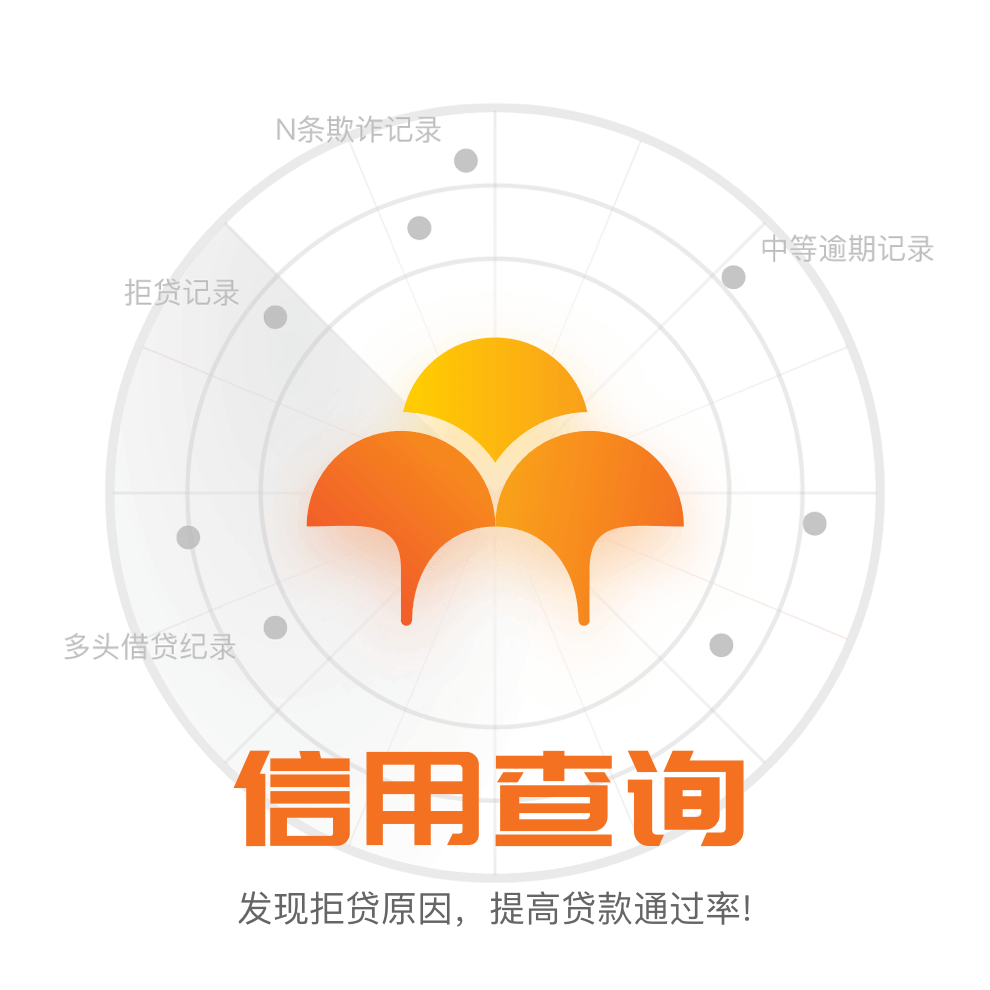 N条欺诈记录
中等逾期记录
拒贷记录
多头借贷纪录
信用查询
发现拒贷原因，提高贷款通过率!